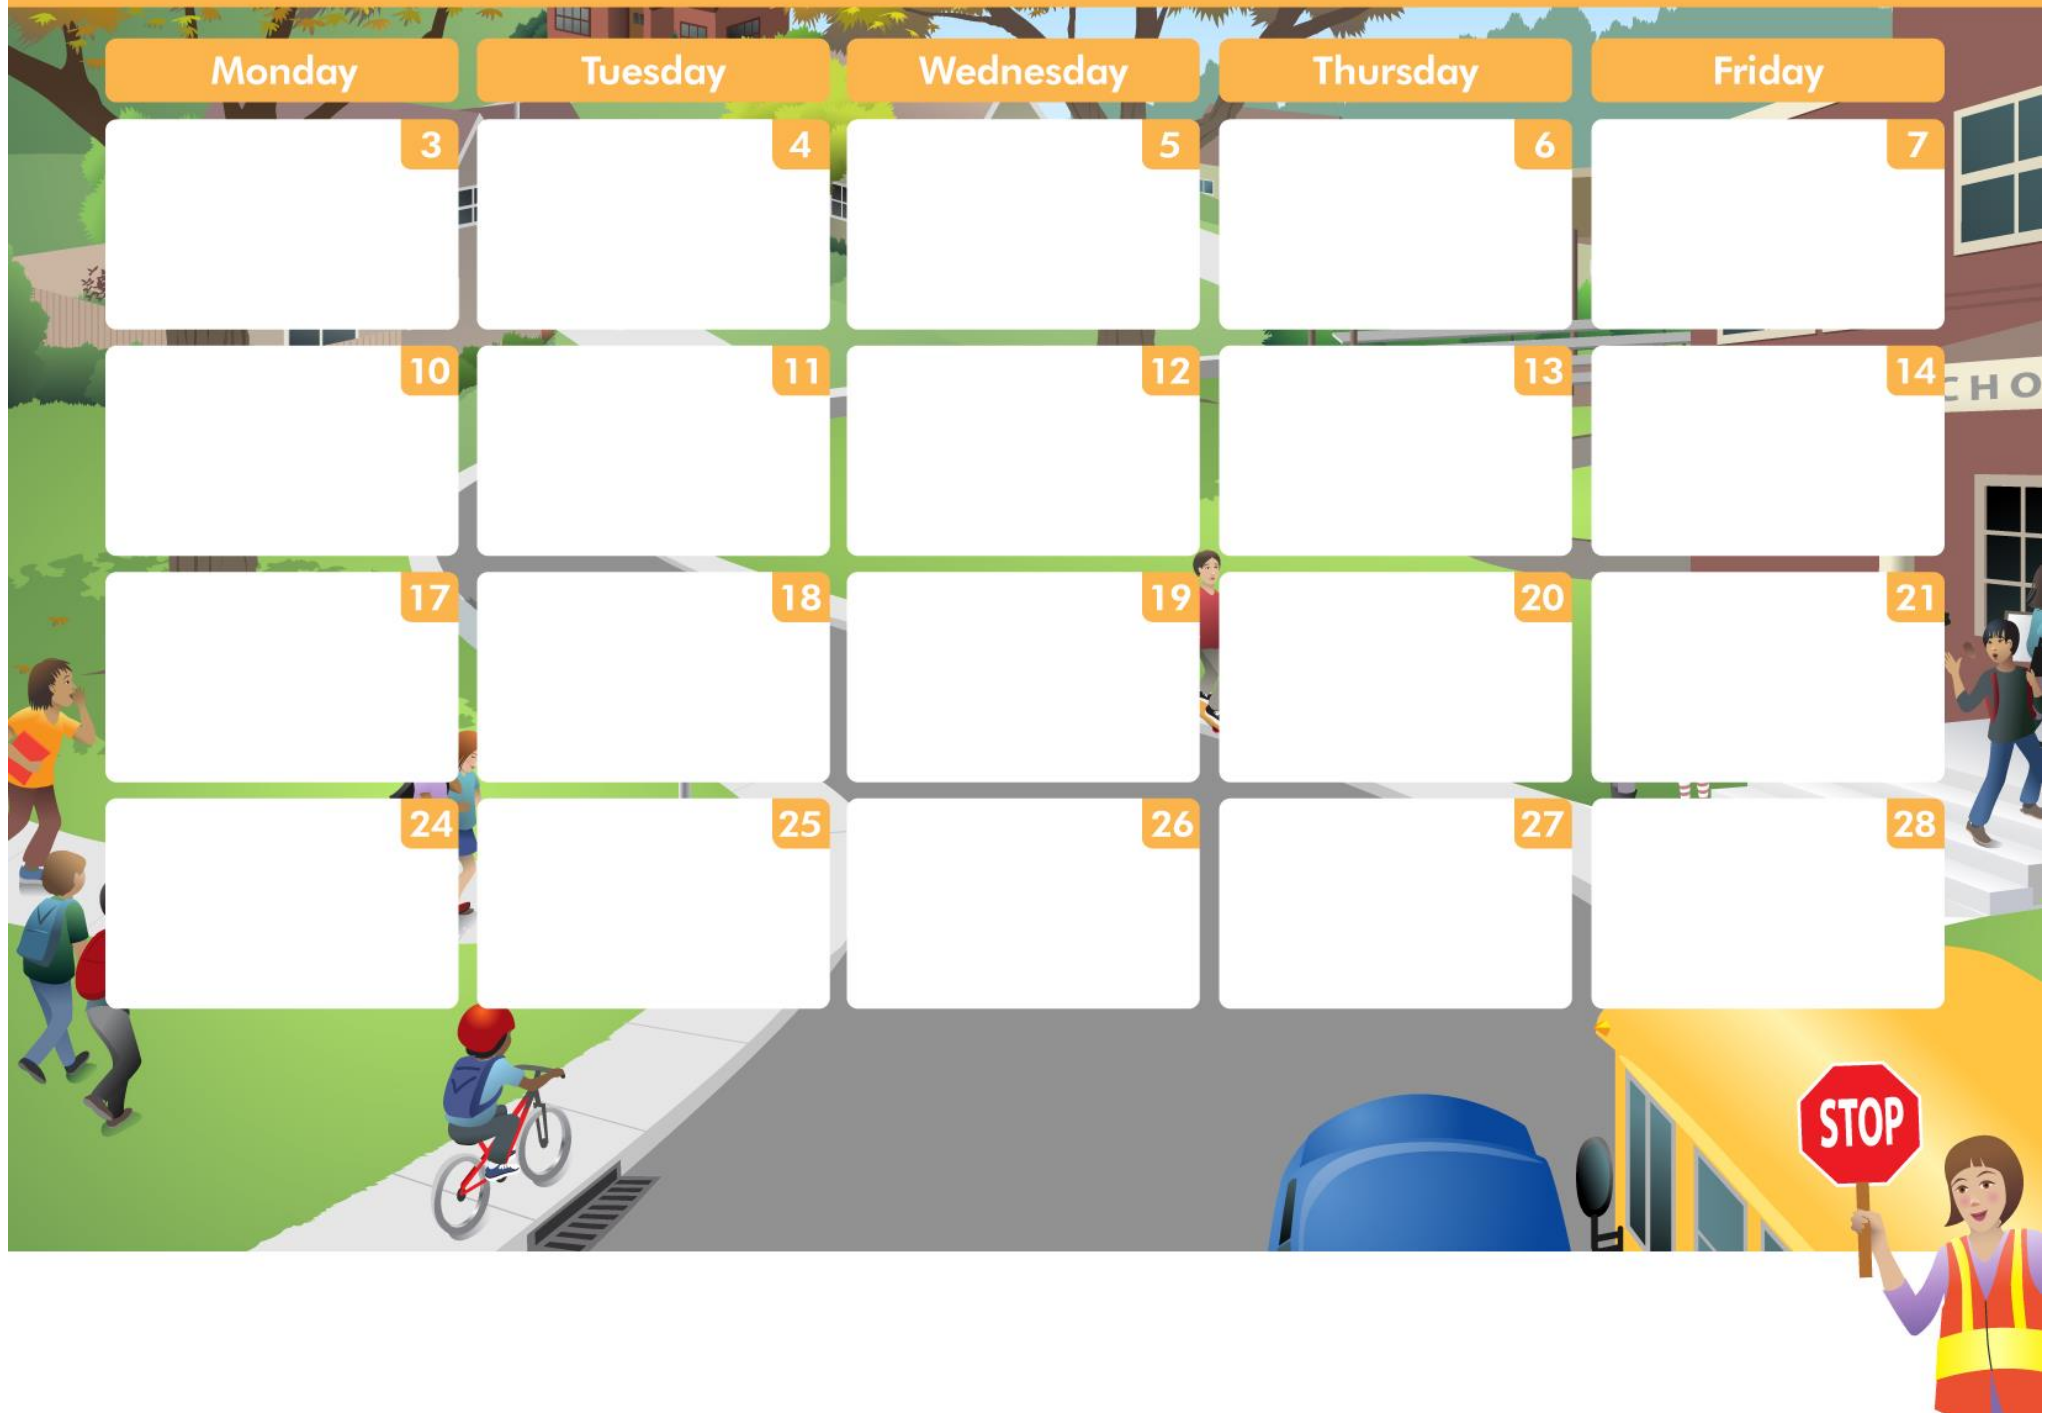 Monday Tuesday Wednesday Thursday Friday
3 4 5 6 7
10 11 12 13 14
CHO
17 18 19 20 21
24 25 26 27 28
STOP